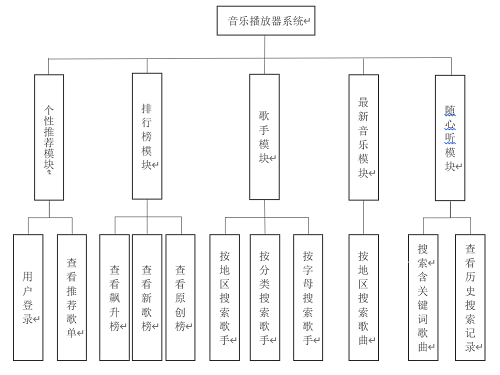 音乐播放器系统
个性推荐模块
排行榜模块
歌手模块
最新音乐模块
随心听模块
用户登录
查看推荐歌单
查看飙升榜
查看新歌榜
查看原创榜
按地区搜索歌手
按分类搜索歌手
按字母搜索歌手
按地区搜索歌曲
搜索含关键词歌曲
查看历史搜索记录